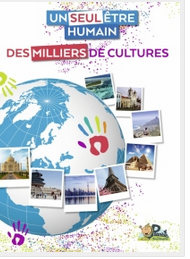 UN SEUL ÊTRE
HUMAIN
DES MILLIERS DE CULTURES